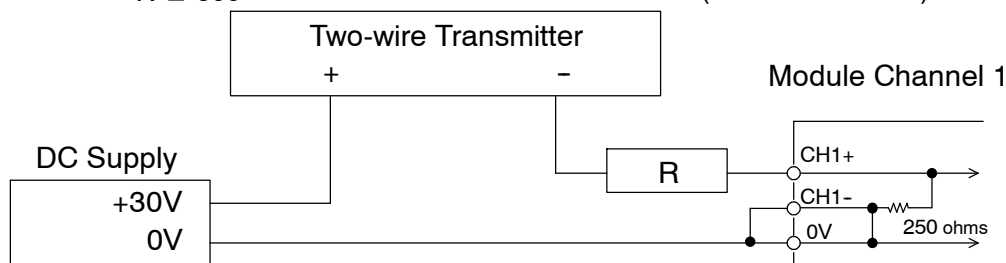 Two-wire Transmitter
+ –
Module Channel 1
DC Supply
+30V
0V
R
CH1+
CH1–
0V
250 ohms